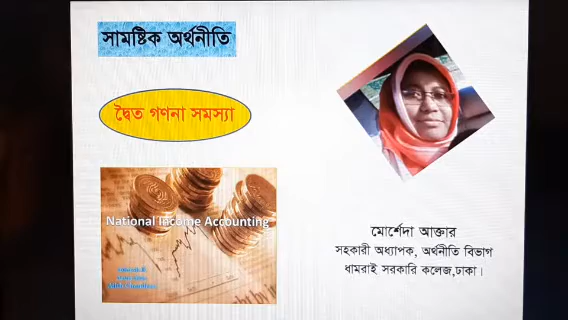 সামষ্টিক অর্থনীতি
দ্বৈত গণনা সমস্যা
National Income Accounting
মোর্শেদা আক্তার
সহকারী অধ্যাপক, অর্থনীতি বিভাগ
ধামরাই সরকারি কলেজ,ঢাকা।